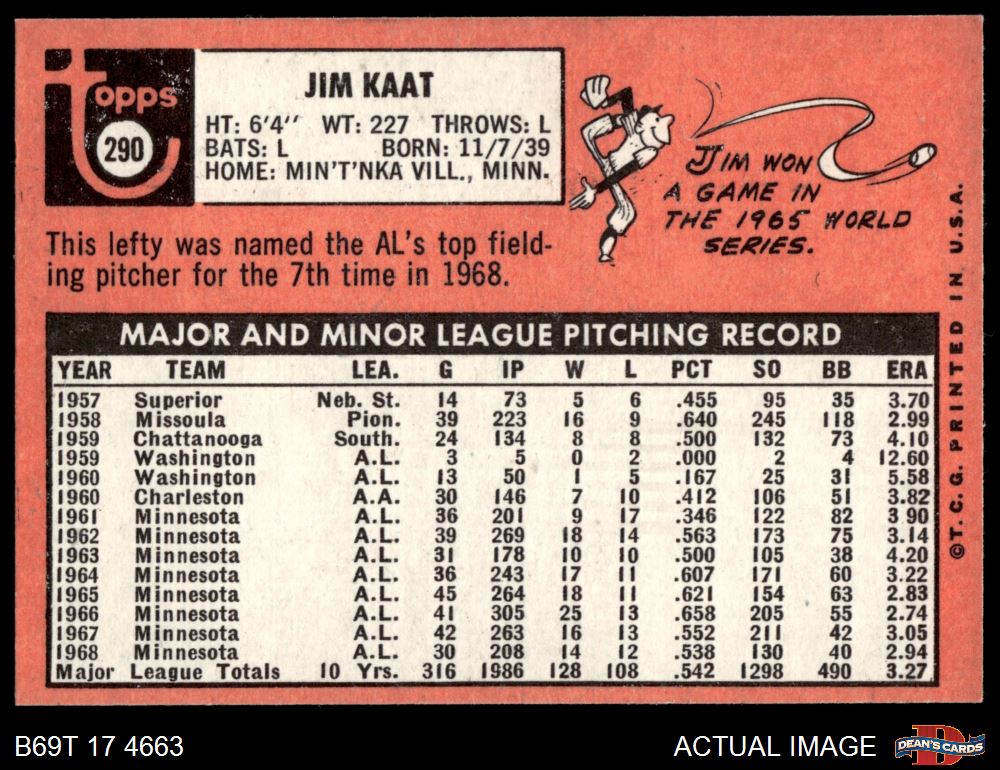 topps
290
JIM KAAT
HT: 6'4" WT: 227 THROWS: L
BATS: L BORN: 11/7/39
HOME: MIN'T'NKA VILL., MINN.
JIM WON
A GAME IN
THE 1965 WORLD
SERIES.
This lefty was named the AL's top field-
ing pitcher for the 7th time in 1968.
MAJOR AND MINOR LEAGUE PITCHING RECORD
YEAR TEAM LEA. G IP W L PCT SO BB ERA
1957 Superior Neb. St. 14 73 5 6 .455 95 35 3.70
1958 Missoula Pion. 39 223 16 9 .640 245 118 2.99
1959 Chattanooga South. 24 134 8 8 .500 132 73 4.10
1959 Washington A.L. 3 5 0 2 .000 2 4 12.60
1960 Washington A.L. 13 50 1 5 .167 25 31 5.58
1960 Charleston A.A. 30 146 7 10 .412 106 51 3.82
1961 Minnesota A.L. 36 201 9 17 .346 122 82 3.90
1962 Minnesota A.L. 39 269 18 14 .563 173 75 3.14
1963 Minnesota A.L. 31 178 10 10 .500 105 38 4.20
1964 Minnesota A.L. 36 243 17 11 .607 171 60 3.22
1965 Minnesota A.L. 45 264 18 11 .621 154 63 2.83
1966 Minnesota A.L. 41 305 25 13 .658 205 55 2.74
1967 Minnesota A.L. 42 263 16 13 .552 211 42 3.05
1968 Minnesota A.L. 30 208 14 12 .538 130 40 2.94
Major League Totals 10 Yrs. 316 1986 128 108 .542 1298 490 3.27
©T.C.G. PRINTED IN U.S.A.
B69T 17 4663
ACTUAL IMAGE
D
DEAN'S CARDS